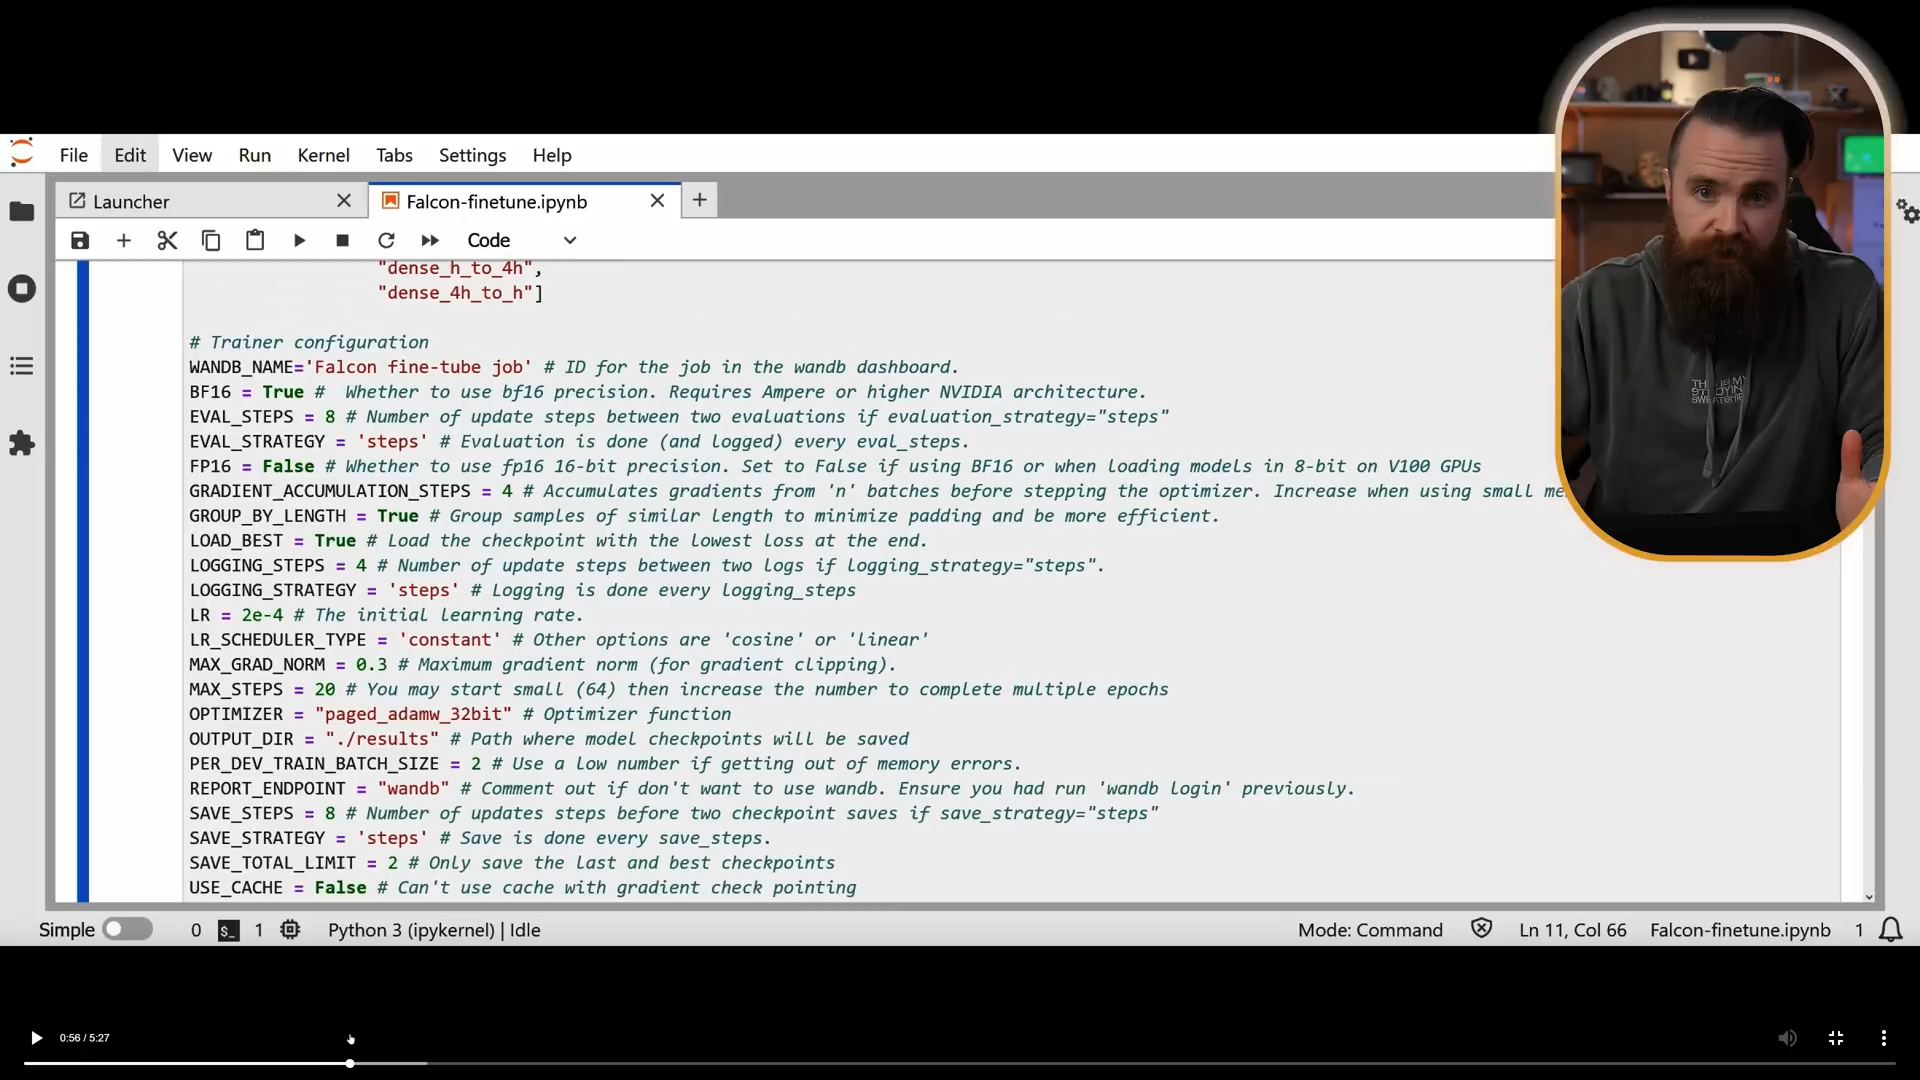 File Edit View Run Kernel Tabs Settings Help
Launcher
Falcon-finetune.ipynb
Code
"dense_h_to_4h",
"dense_4h_to_h"]
# Trainer configuration
WANDB_NAME='Falcon fine-tube job' # ID for the job in the wandb dashboard.
BF16 = True #  Whether to use bf16 precision. Requires Ampere or higher NVIDIA architecture.
EVAL_STEPS = 8 # Number of update steps between two evaluations if evaluation_strategy="steps"
EVAL_STRATEGY = 'steps' # Evaluation is done (and logged) every eval_steps.
FP16 = False # Whether to use fp16 16-bit precision. Set to False if using BF16 or when loading models in 8-bit on V100 GPUs
GRADIENT_ACCUMULATION_STEPS = 4 # Accumulates gradients from 'n' batches before stepping the optimizer. Increase when using small me
GROUP_BY_LENGTH = True # Group samples of similar length to minimize padding and be more efficient.
LOAD_BEST = True # Load the checkpoint with the lowest loss at the end.
LOGGING_STEPS = 4 # Number of update steps between two logs if logging_strategy="steps".
LOGGING_STRATEGY = 'steps' # Logging is done every logging_steps
LR = 2e-4 # The initial learning rate.
LR_SCHEDULER_TYPE = 'constant' # Other options are 'cosine' or 'linear'
MAX_GRAD_NORM = 0.3 # Maximum gradient norm (for gradient clipping).
MAX_STEPS = 20 # You may start small (64) then increase the number to complete multiple epochs
OPTIMIZER = "paged_adamw_32bit" # Optimizer function
OUTPUT_DIR = "./results" # Path where model checkpoints will be saved
PER_DEV_TRAIN_BATCH_SIZE = 2 # Use a low number if getting out of memory errors.
REPORT_ENDPOINT = "wandb" # Comment out if don't want to use wandb. Ensure you had run 'wandb login' previously.
SAVE_STEPS = 8 # Number of updates steps before two checkpoint saves if save_strategy="steps"
SAVE_STRATEGY = 'steps' # Save is done every save_steps.
SAVE_TOTAL_LIMIT = 2 # Only save the last and best checkpoints
USE_CACHE = False # Can't use cache with gradient check pointing
Simple 0 $_ 1 Python 3 (ipykernel) | Idle Mode: Command Ln 11, Col 66 Falcon-finetune.ipynb 1
0:56 / 5:27